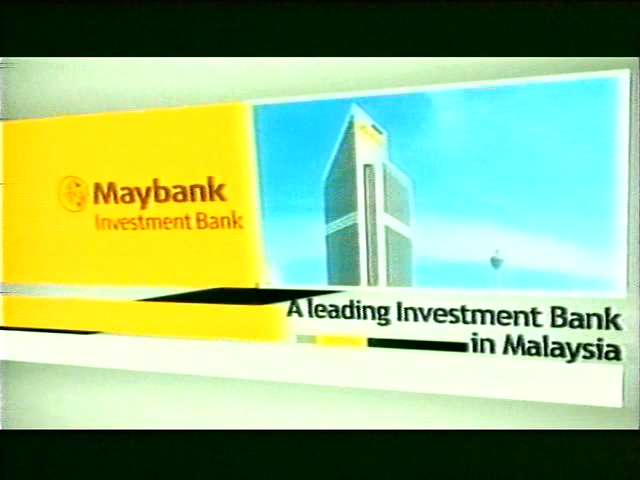 Maybank
Investment Bank
A leading Investment Bank
in Malaysia